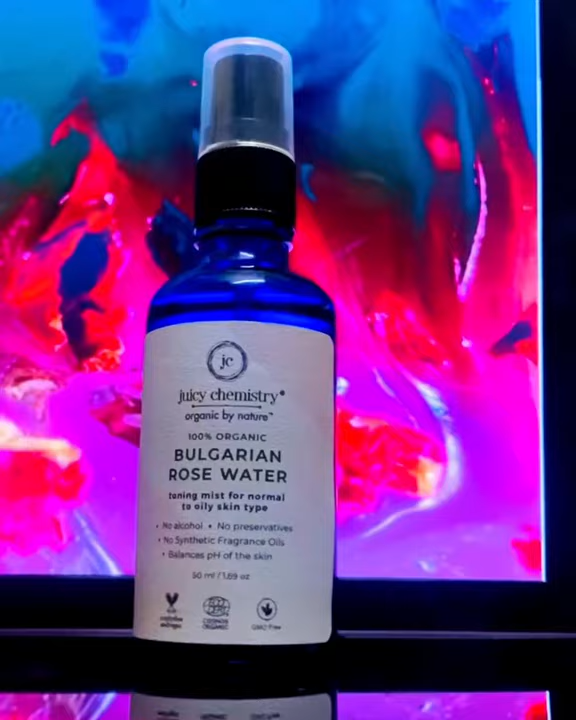 jc
juicy chemistry®
organic by nature™
100% ORGANIC
BULGARIAN
ROSE WATER
toning mist for normal
to oily skin type
• No alcohol • No preservatives
• No Synthetic Fragrance Oils
• Balances pH of the skin
50 ml / 1.69 oz
COSMOS
ORGANIC
GMO Free